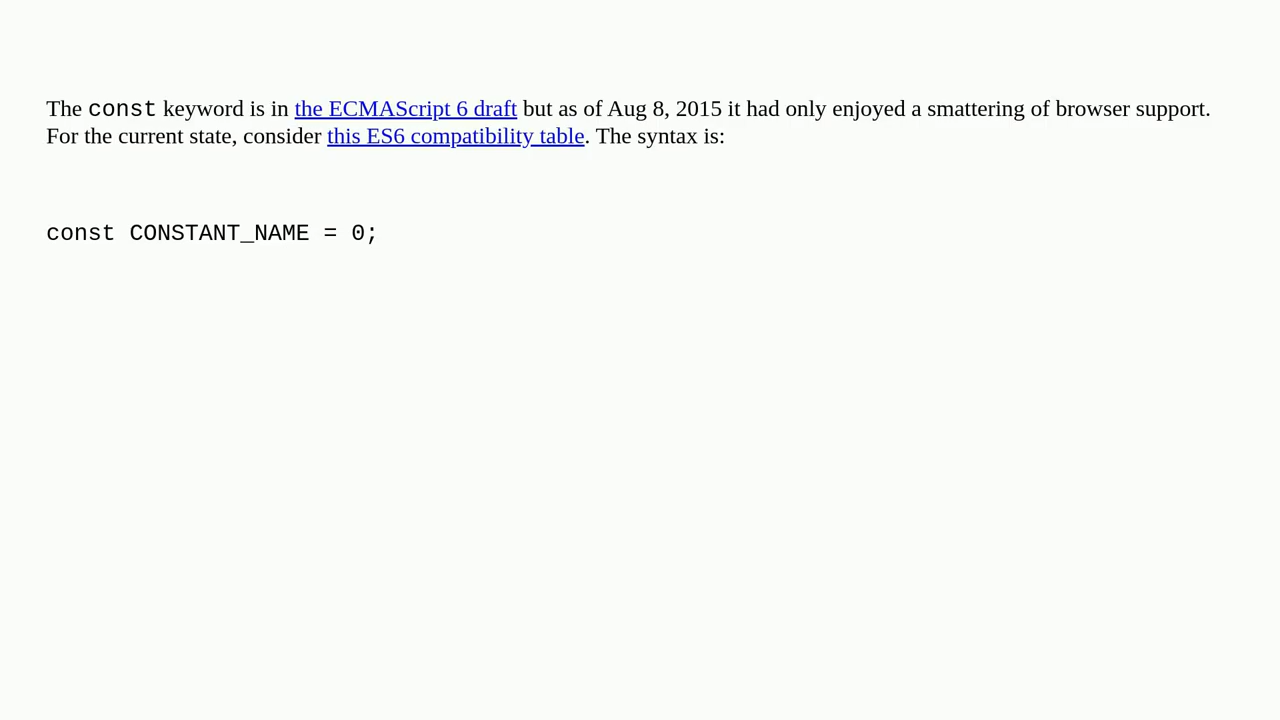 The const keyword is in the ECMAScript 6 draft but as of Aug 8, 2015 it had only enjoyed a smattering of browser support.
For the current state, consider this ES6 compatibility table. The syntax is:
const CONSTANT_NAME = 0;